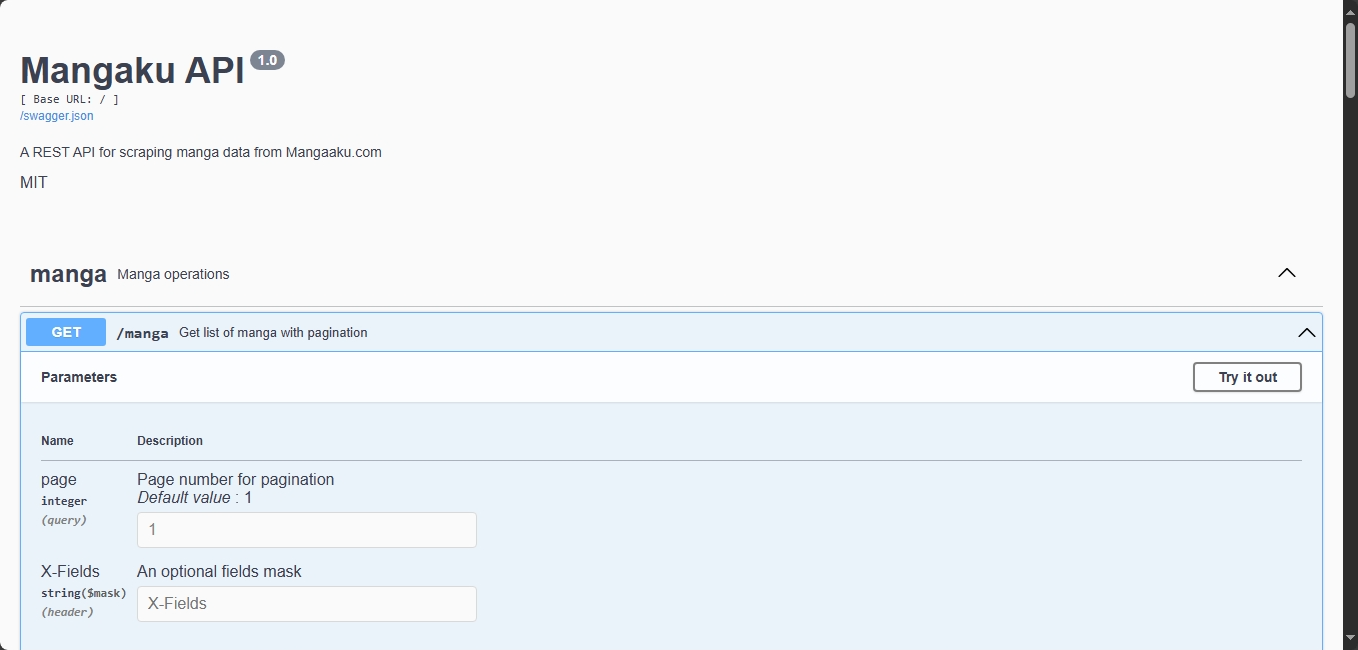 Mangaku API 1.0
[ Base URL: / ]
/swagger.json
A REST API for scraping manga data from Mangaaku.com
MIT
manga Manga operations
GET /manga Get list of manga with pagination
Parameters Try it out
Name Description
page Page number for pagination
integer Default value : 1
(query) 1
X-Fields An optional fields mask
string($mask) X-Fields
(header)